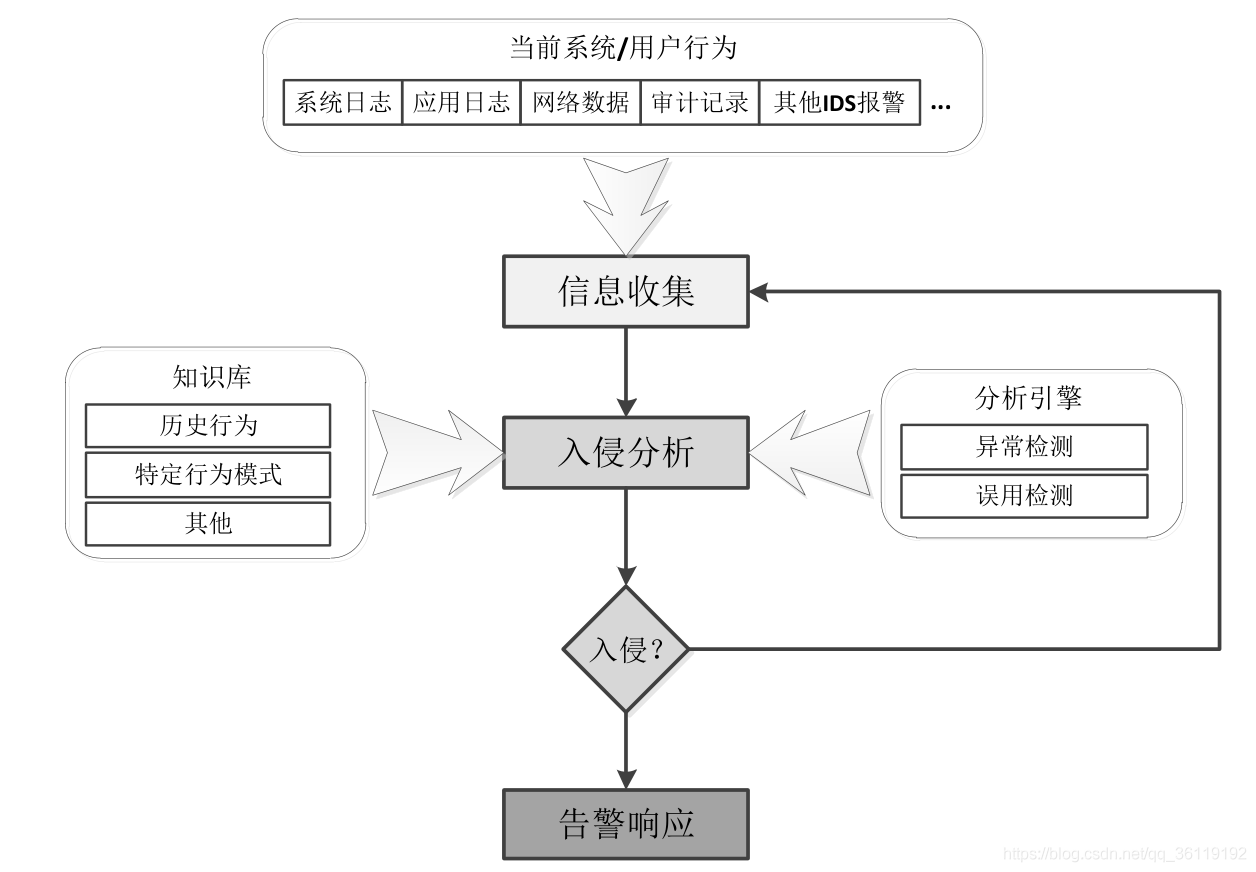 当前系统/用户行为
系统日志 应用日志 网络数据 审计记录 其他IDS报警 ...
信息收集
知识库
历史行为
特定行为模式
其他
入侵分析
分析引擎
异常检测
误用检测
入侵?
告警响应
https://blog.csdn.net/qq_36119192